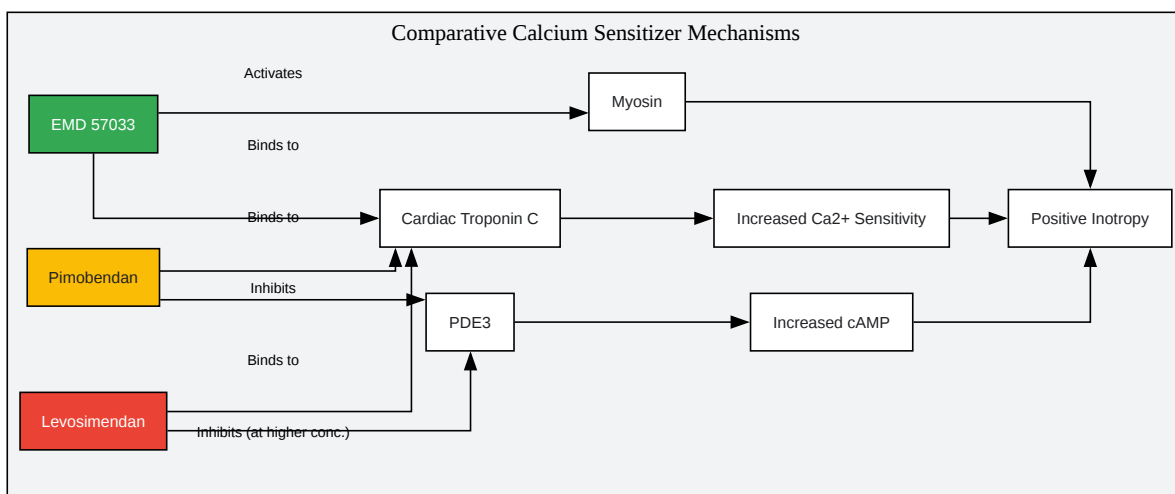 Comparative Calcium Sensitizer Mechanisms
Activates
Myosin
EMD 57033
Binds to
Binds to
Cardiac Troponin C
Increased Ca2+ Sensitivity
Positive Inotropy
Pimobendan
Inhibits
PDE3
Increased cAMP
Binds to
Levosimendan
Inhibits (at higher conc.)